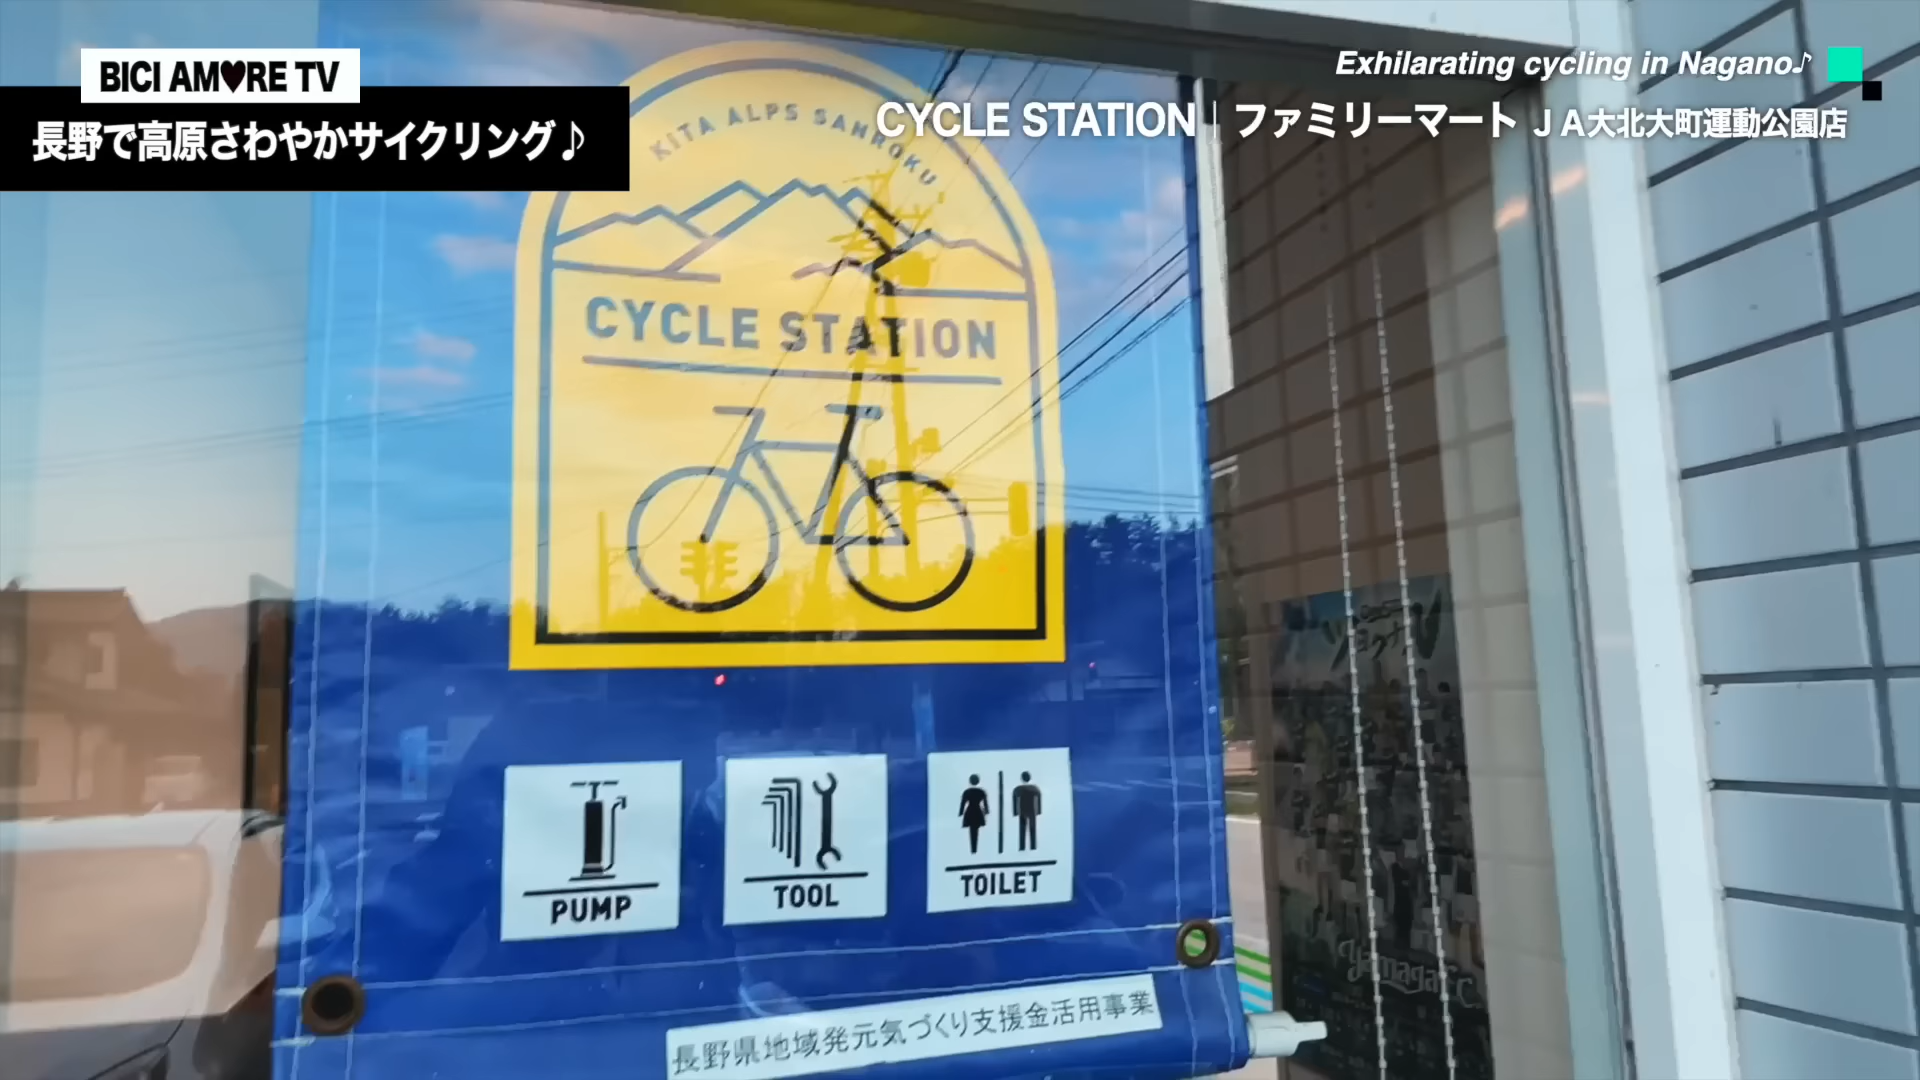 BICI AM♥RE TV
長野で高原さわやかサイクリング♪
Exhilarating cycling in Nagano♪
CYCLE STATION｜ファミリーマート ＪＡ大北大町運動公園店
KITA ALPS SANROKU
CYCLE STATION
PUMP
TOOL
TOILET
長野県地域発元気づくり支援金活用事業
yamaga F.C.